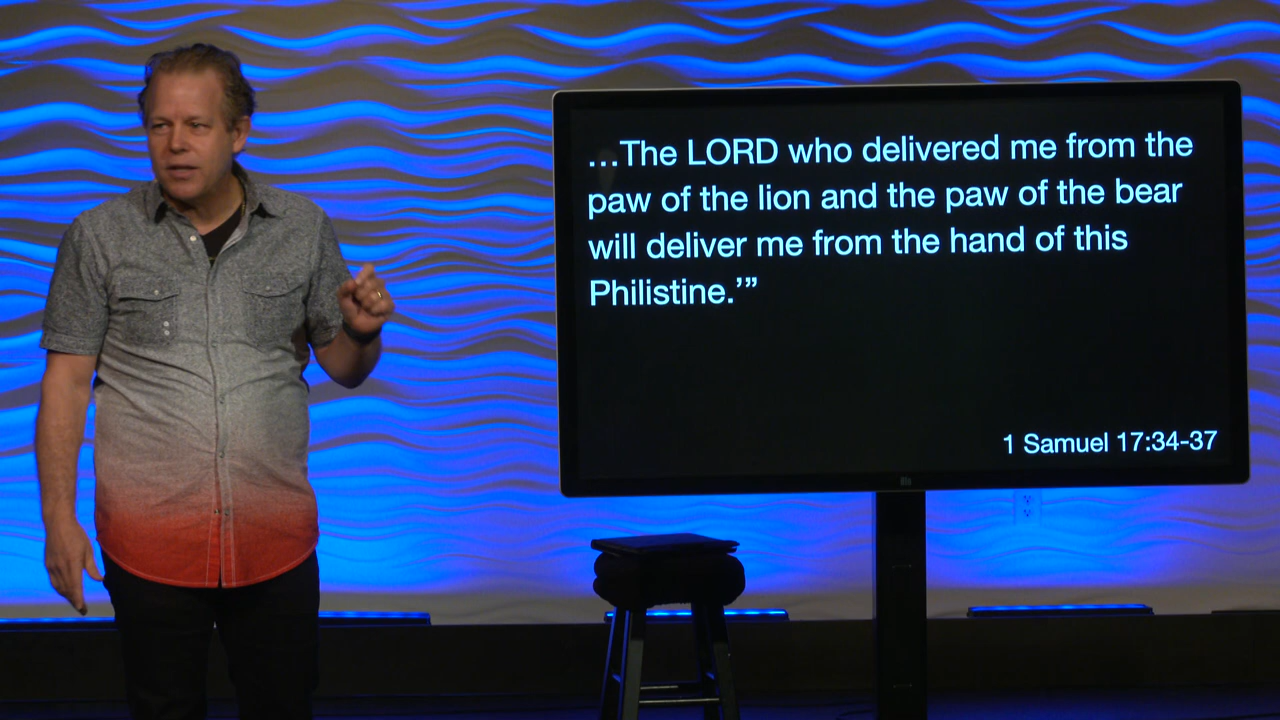 …The LORD who delivered me from the
paw of the lion and the paw of the bear
will deliver me from the hand of this
Philistine.’”
1 Samuel 17:34-37